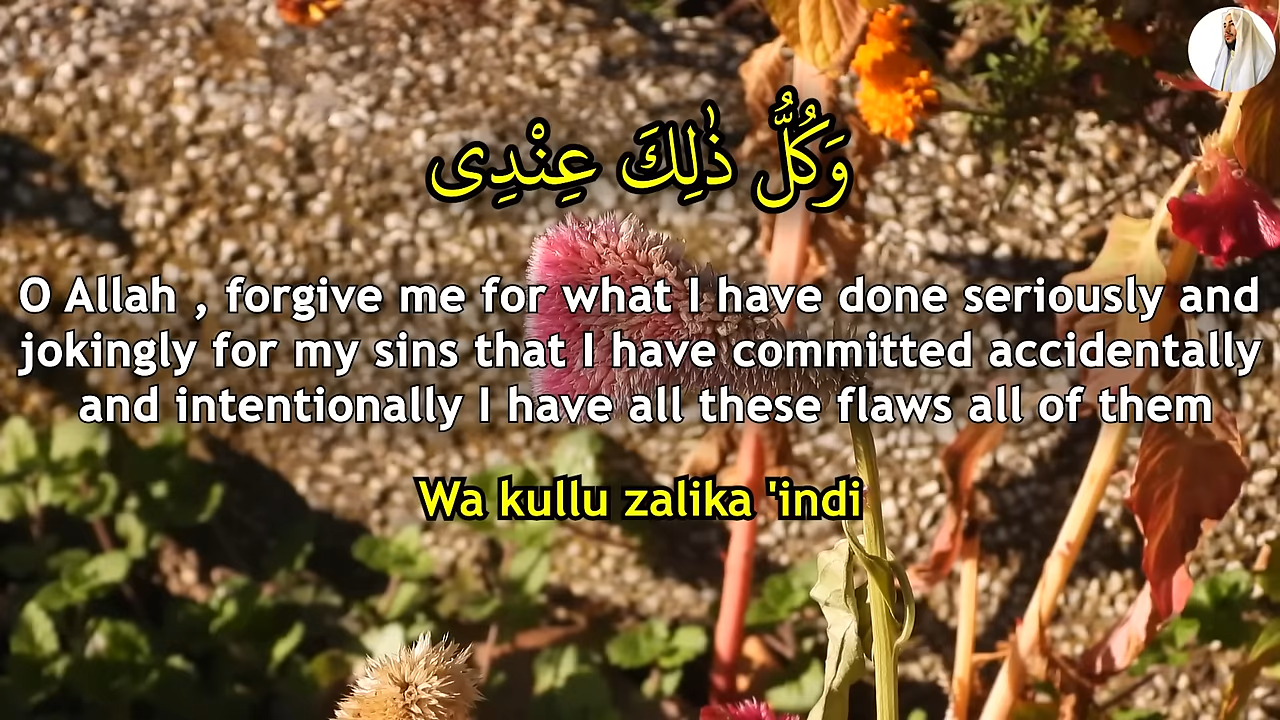 وَكُلُّ ذٰلِكَ عِنْدِی
O Allah , forgive me for what I have done seriously and
jokingly for my sins that I have committed accidentally
and intentionally I have all these flaws all of them
Wa kullu zalika 'indi